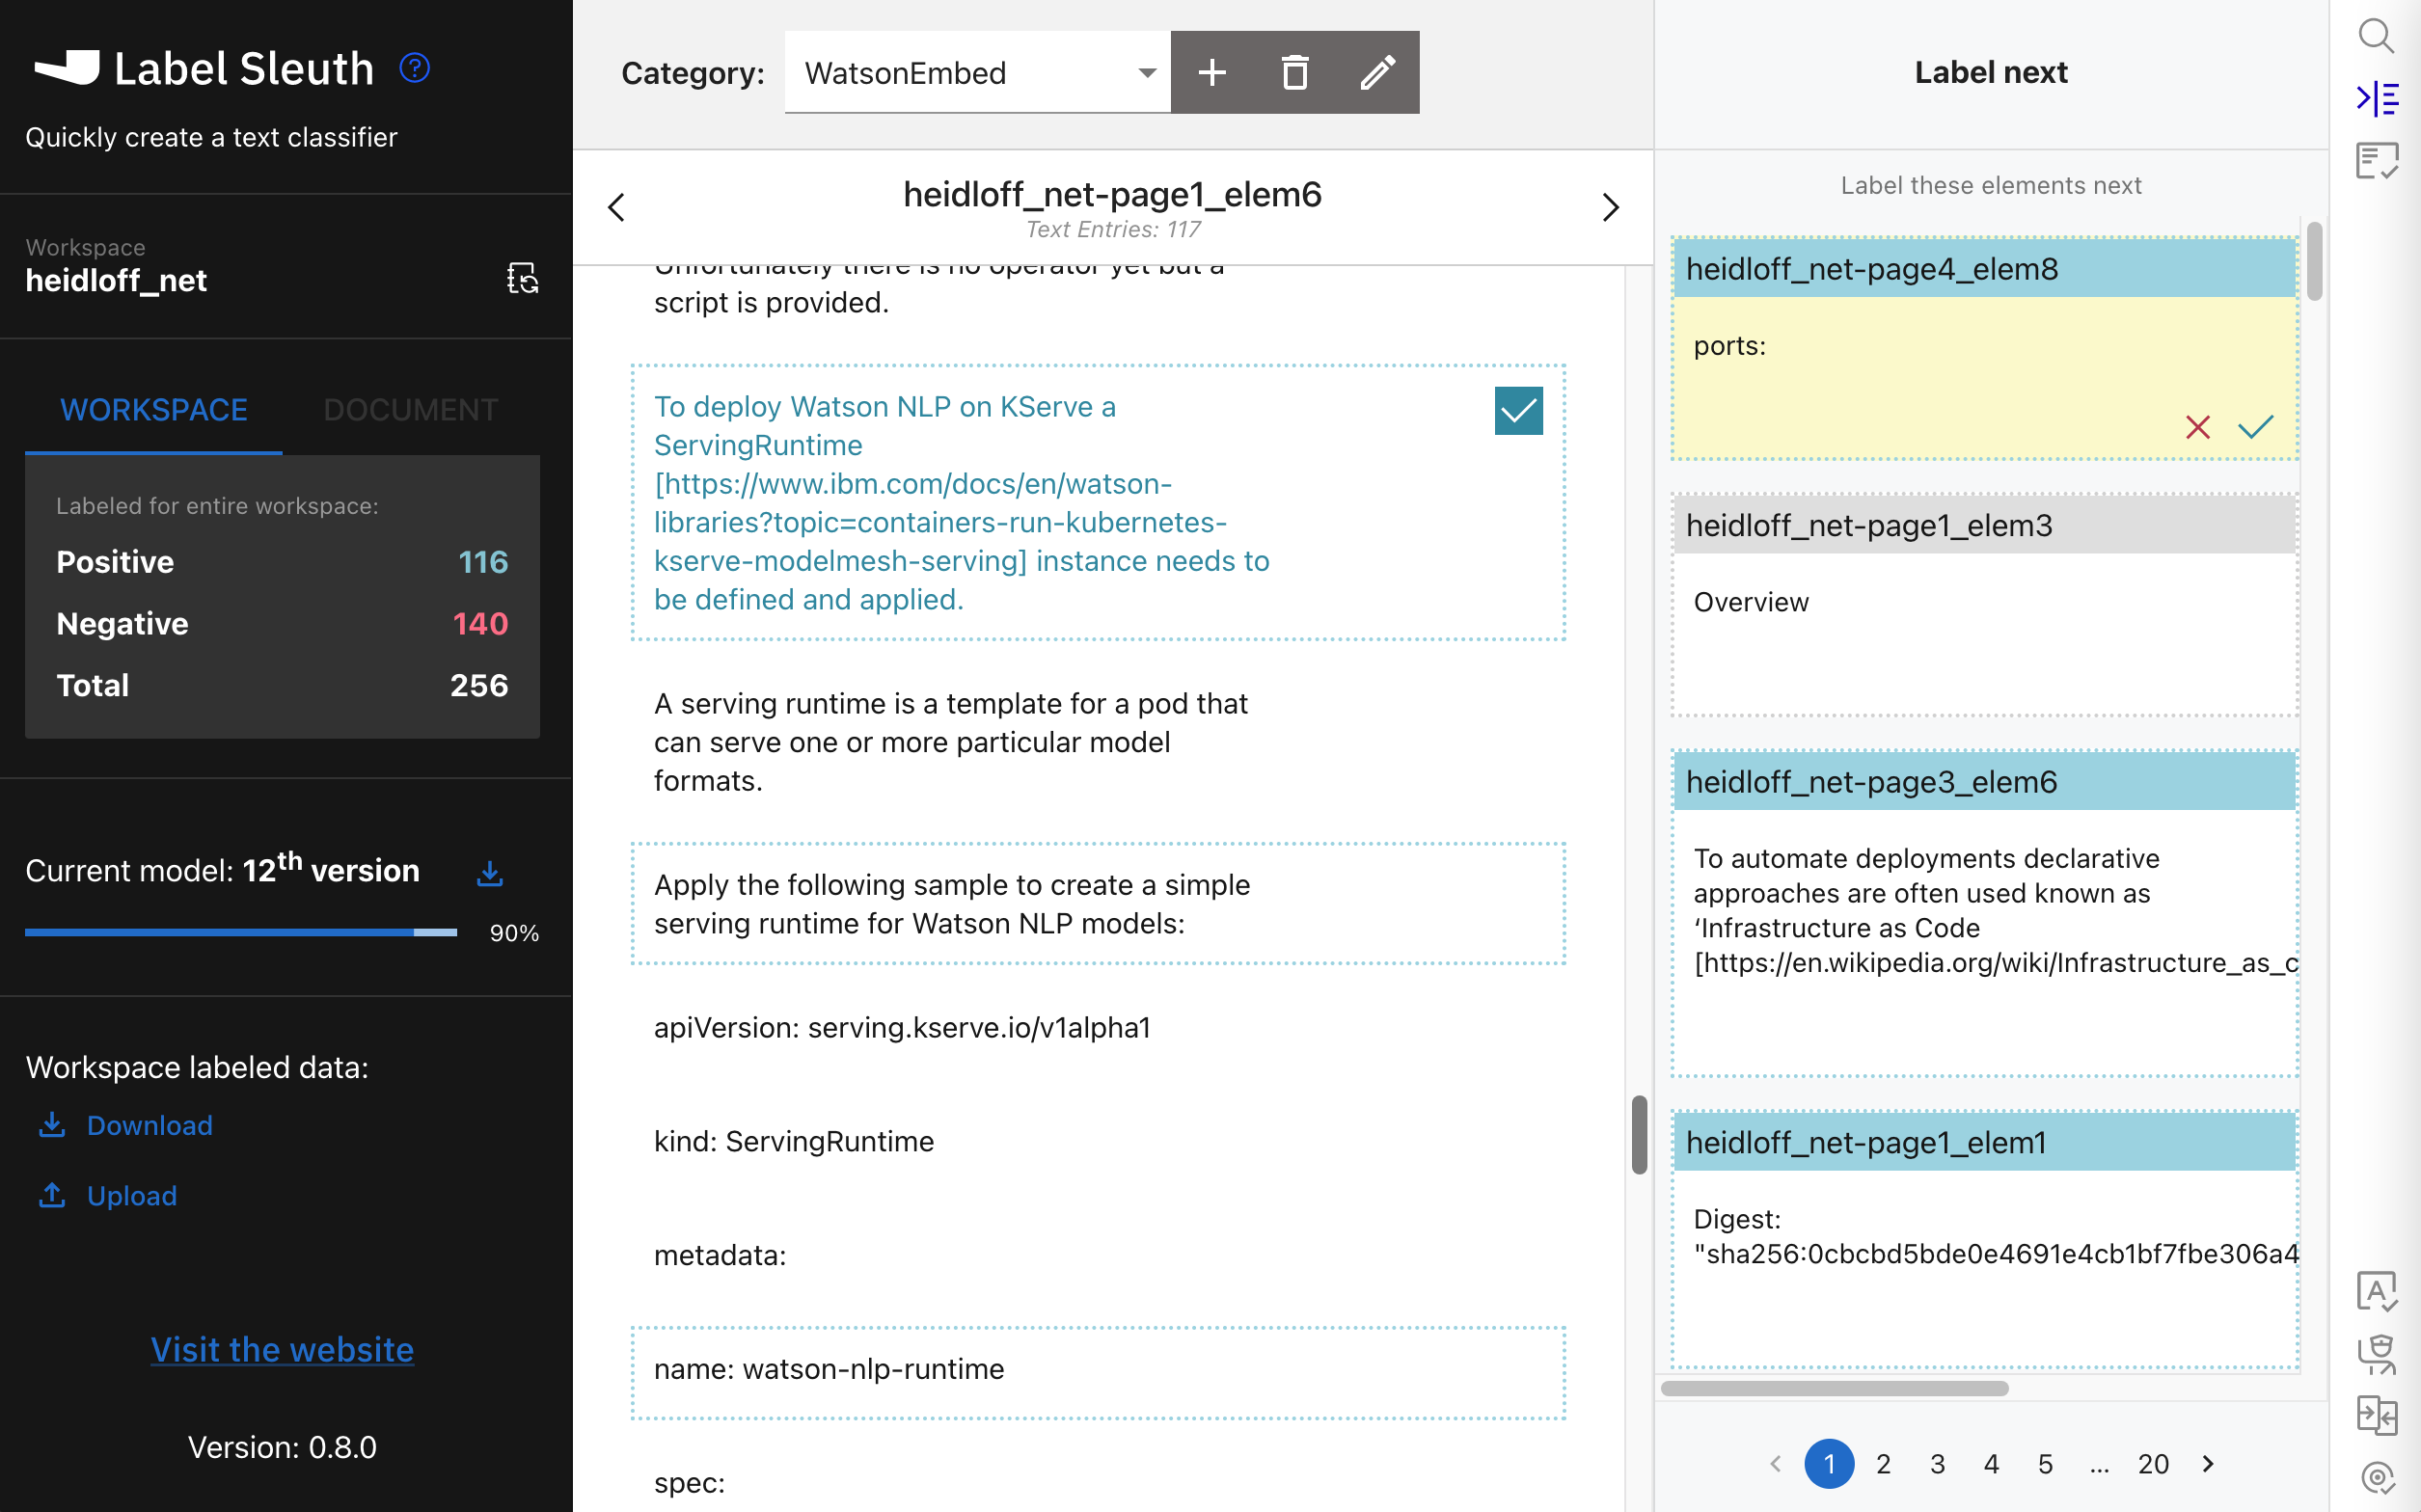 Label Sleuth ?
Quickly create a text classifier
Workspace
heidloff_net
WORKSPACE DOCUMENT
Labeled for entire workspace:
Positive 116
Negative 140
Total 256
Current model: 12th version
90%
Workspace labeled data:
Download
Upload
Visit the website
Version: 0.8.0
Category: WatsonEmbed
heidloff_net-page1_elem6
Text Entries: 117
Unfortunately there is no operator yet but a
script is provided.
To deploy Watson NLP on KServe a
ServingRuntime
[https://www.ibm.com/docs/en/watson-
libraries?topic=containers-run-kubernetes-
kserve-modelmesh-serving] instance needs to
be defined and applied.
A serving runtime is a template for a pod that
can serve one or more particular model
formats.
Apply the following sample to create a simple
serving runtime for Watson NLP models:
apiVersion: serving.kserve.io/v1alpha1
kind: ServingRuntime
metadata:
name: watson-nlp-runtime
spec:
Label next
Label these elements next
heidloff_net-page4_elem8
ports:
heidloff_net-page1_elem3
Overview
heidloff_net-page3_elem6
To automate deployments declarative
approaches are often used known as
‘Infrastructure as Code
[https://en.wikipedia.org/wiki/Infrastructure_as_c
heidloff_net-page1_elem1
Digest:
"sha256:0cbcbd5bde0e4691e4cb1bf7fbe306a4
1 2 3 4 5 ... 20
A